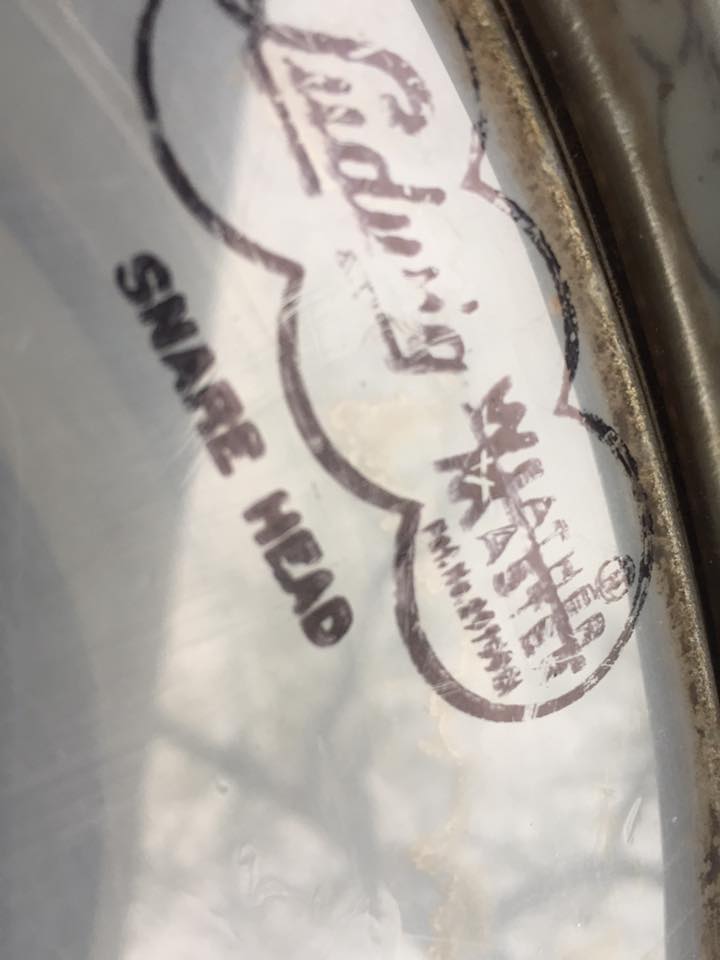 Ludwig
WEATHER
MASTER
®
SNARE HEAD